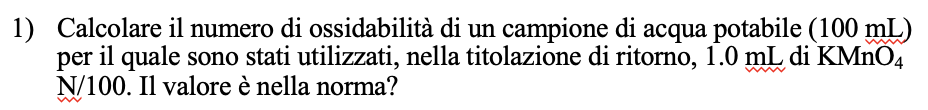 1) Calcolare il numero di ossidabilità di un campione di acqua potabile (100 mL)
per il quale sono stati utilizzati, nella titolazione di ritorno, 1.0 mL di KMnO₄
N/100. Il valore è nella norma?